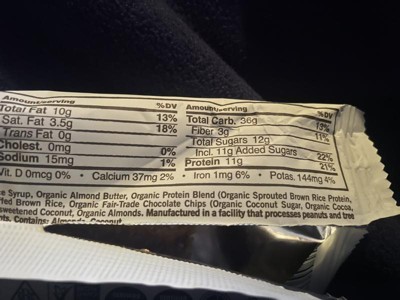 Amount/serving %DV Amount/serving %DV
Total Fat 10g 13% Total Carb. 36g 13%
Sat. Fat 3.5g 18% Fiber 3g 11%
Trans Fat 0g Total Sugars 12g
Cholest. 0mg 0% Incl. 11g Added Sugars 22%
Sodium 15mg 1% Protein 11g 21%
Vit. D 0mcg 0% • Calcium 37mg 2% • Iron 1mg 6% • Potas. 144mg 4%
Syrup, Organic Almond Butter, Organic Protein Blend (Organic Sprouted Brown Rice Protein,
Brown Rice, Organic Fair-Trade Chocolate Chips (Organic Coconut Sugar, Organic Cocoa,
Coconut, Organic Almonds. Manufactured in a facility that processes peanuts and tree
Contains: Almonds, Coconut